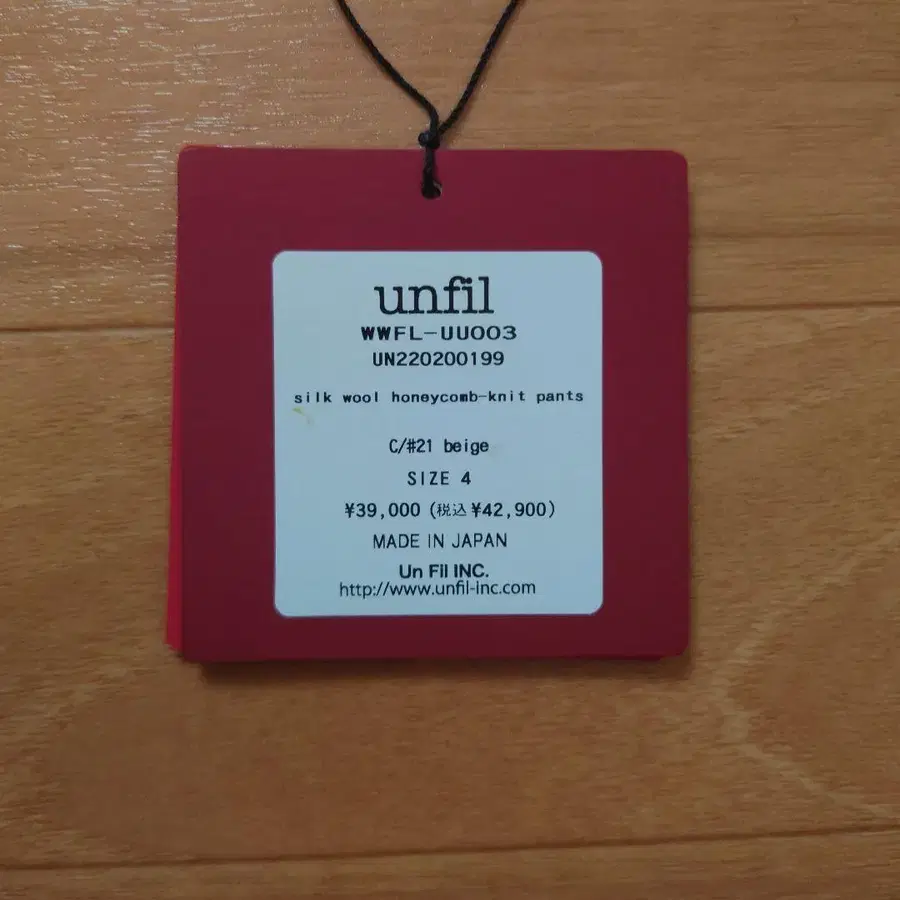 unfil
WWFL-UU003
UN220200199
silk wool honeycomb-knit pants
C/#21 beige
SIZE 4
¥39,000 (税込¥42,900)
MADE IN JAPAN
Un Fil INC.
http://www.unfil-inc.com